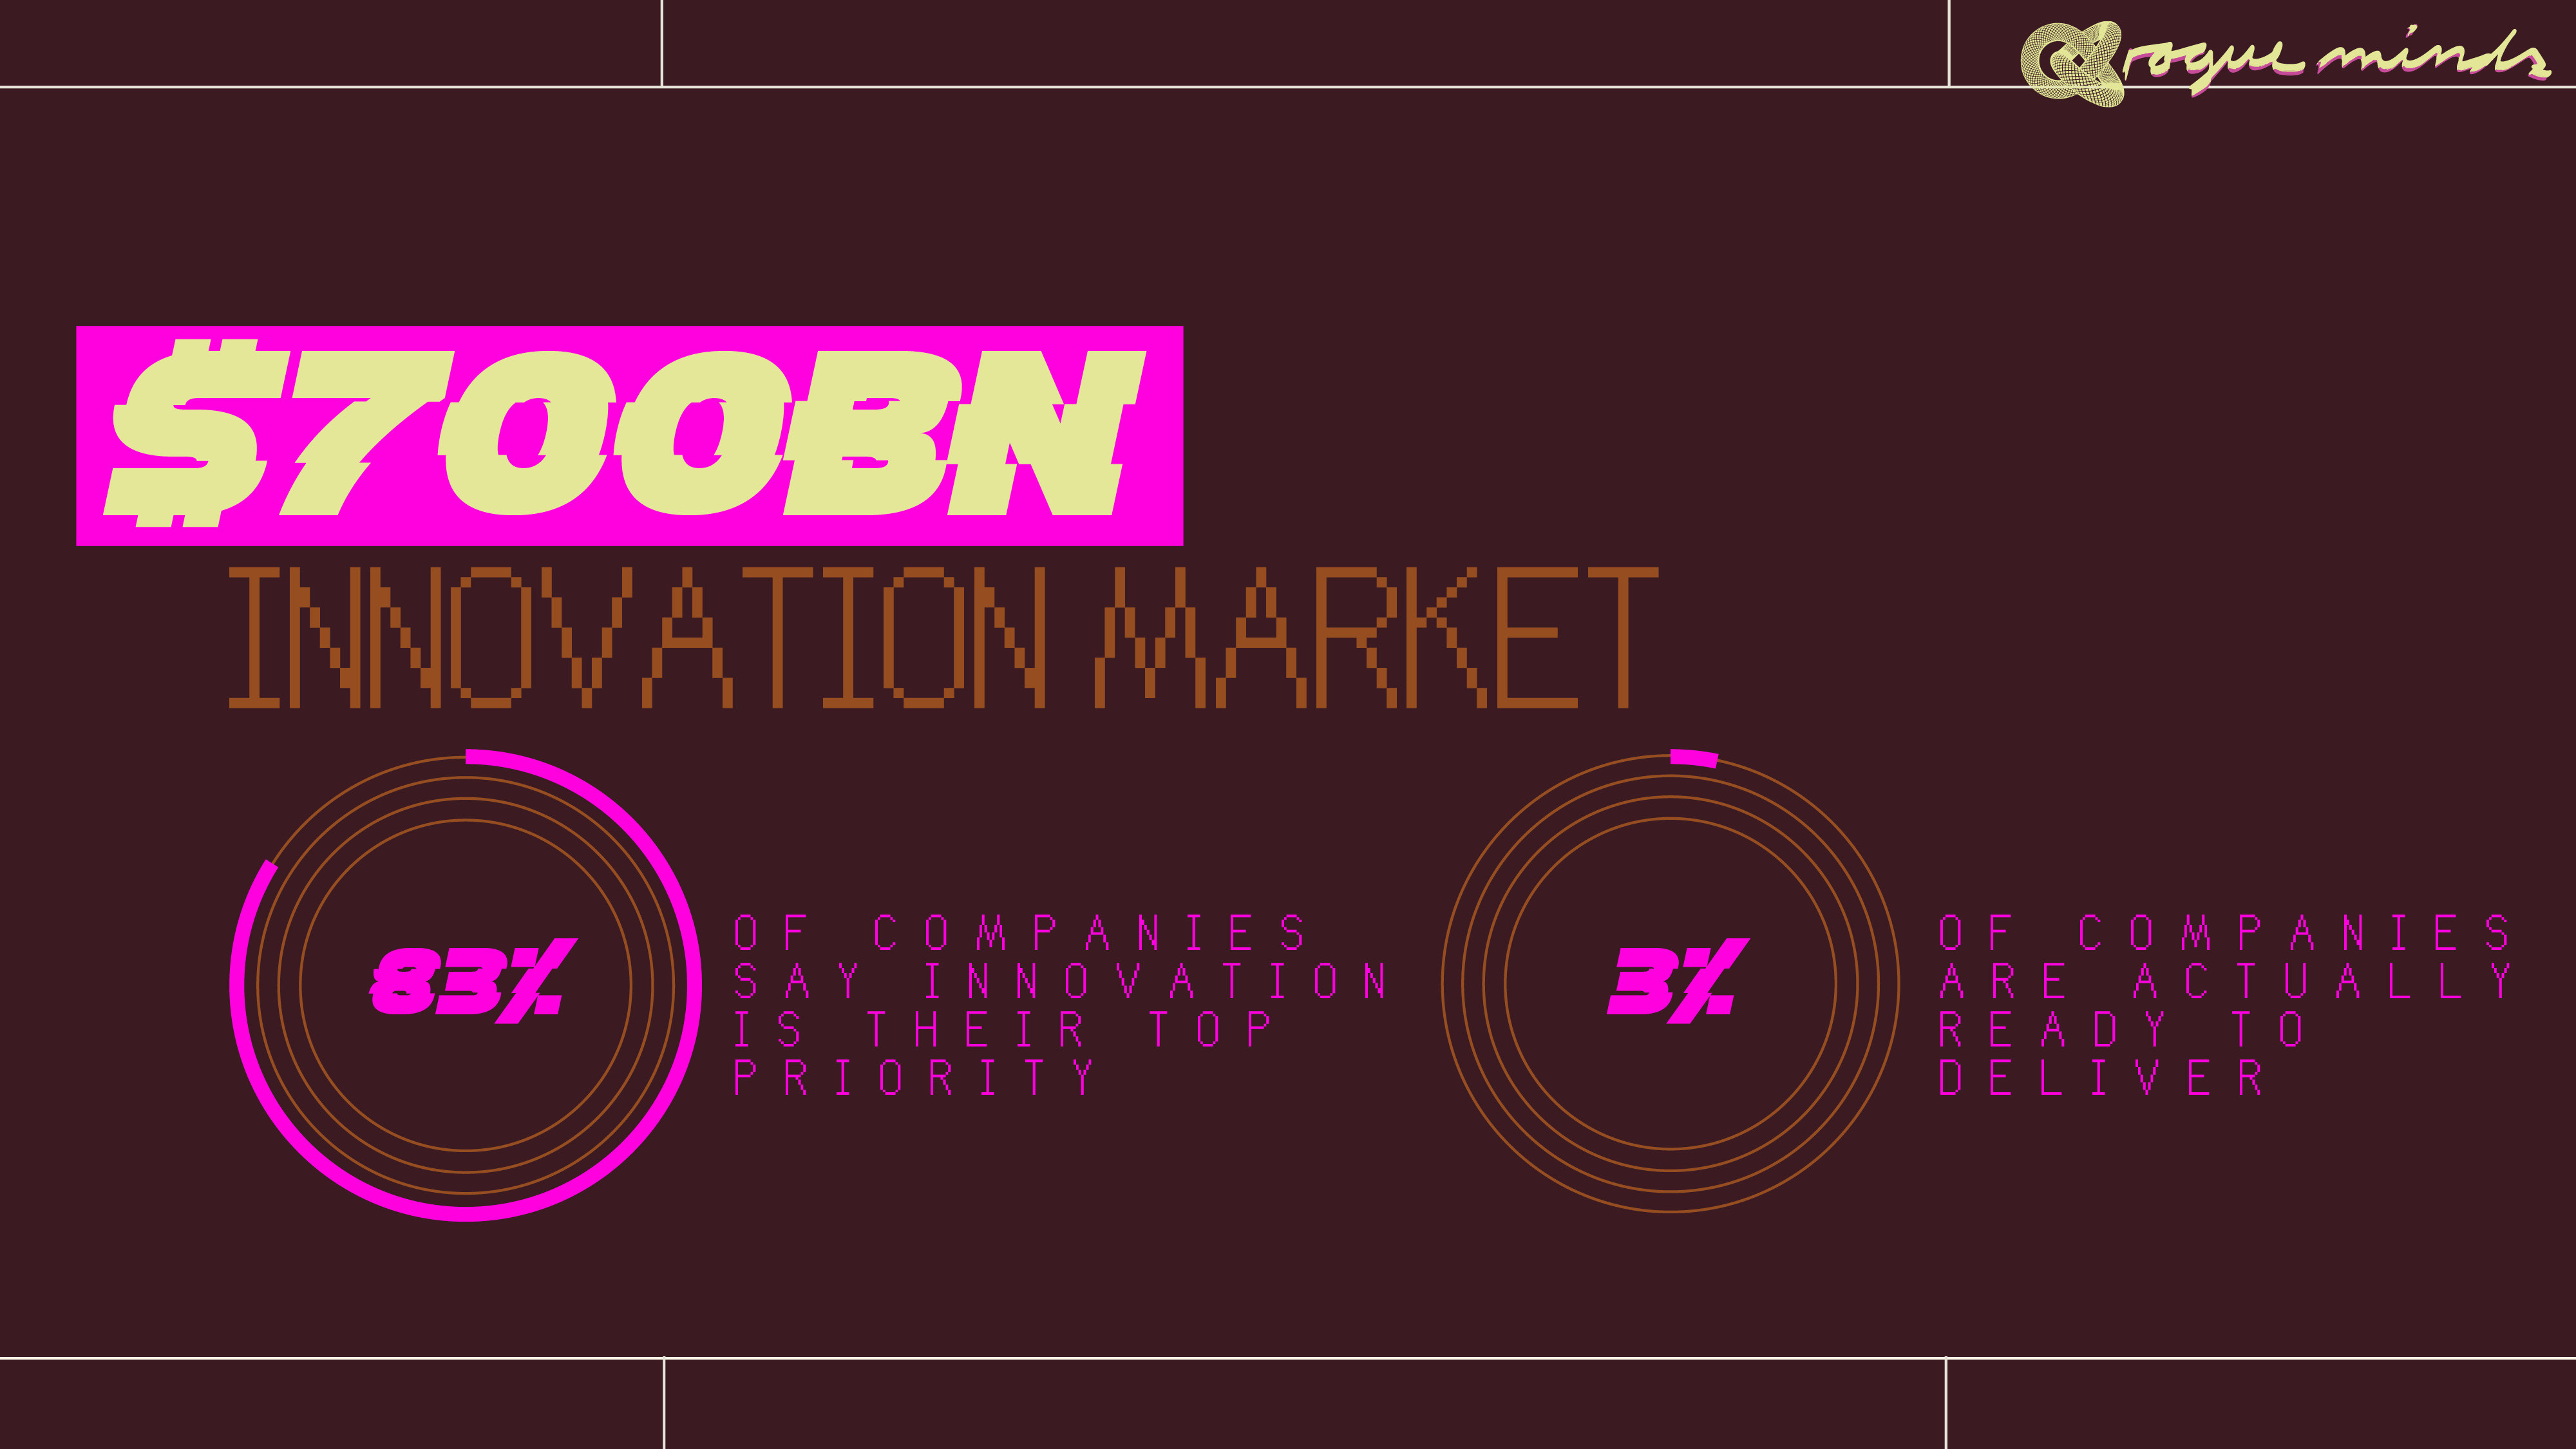 rogue minds
$700BN
INNOVATION MARKET
83%
OF COMPANIES
SAY INNOVATION
IS THEIR TOP
PRIORITY
3%
OF COMPANIES
ARE ACTUALLY
READY TO
DELIVER